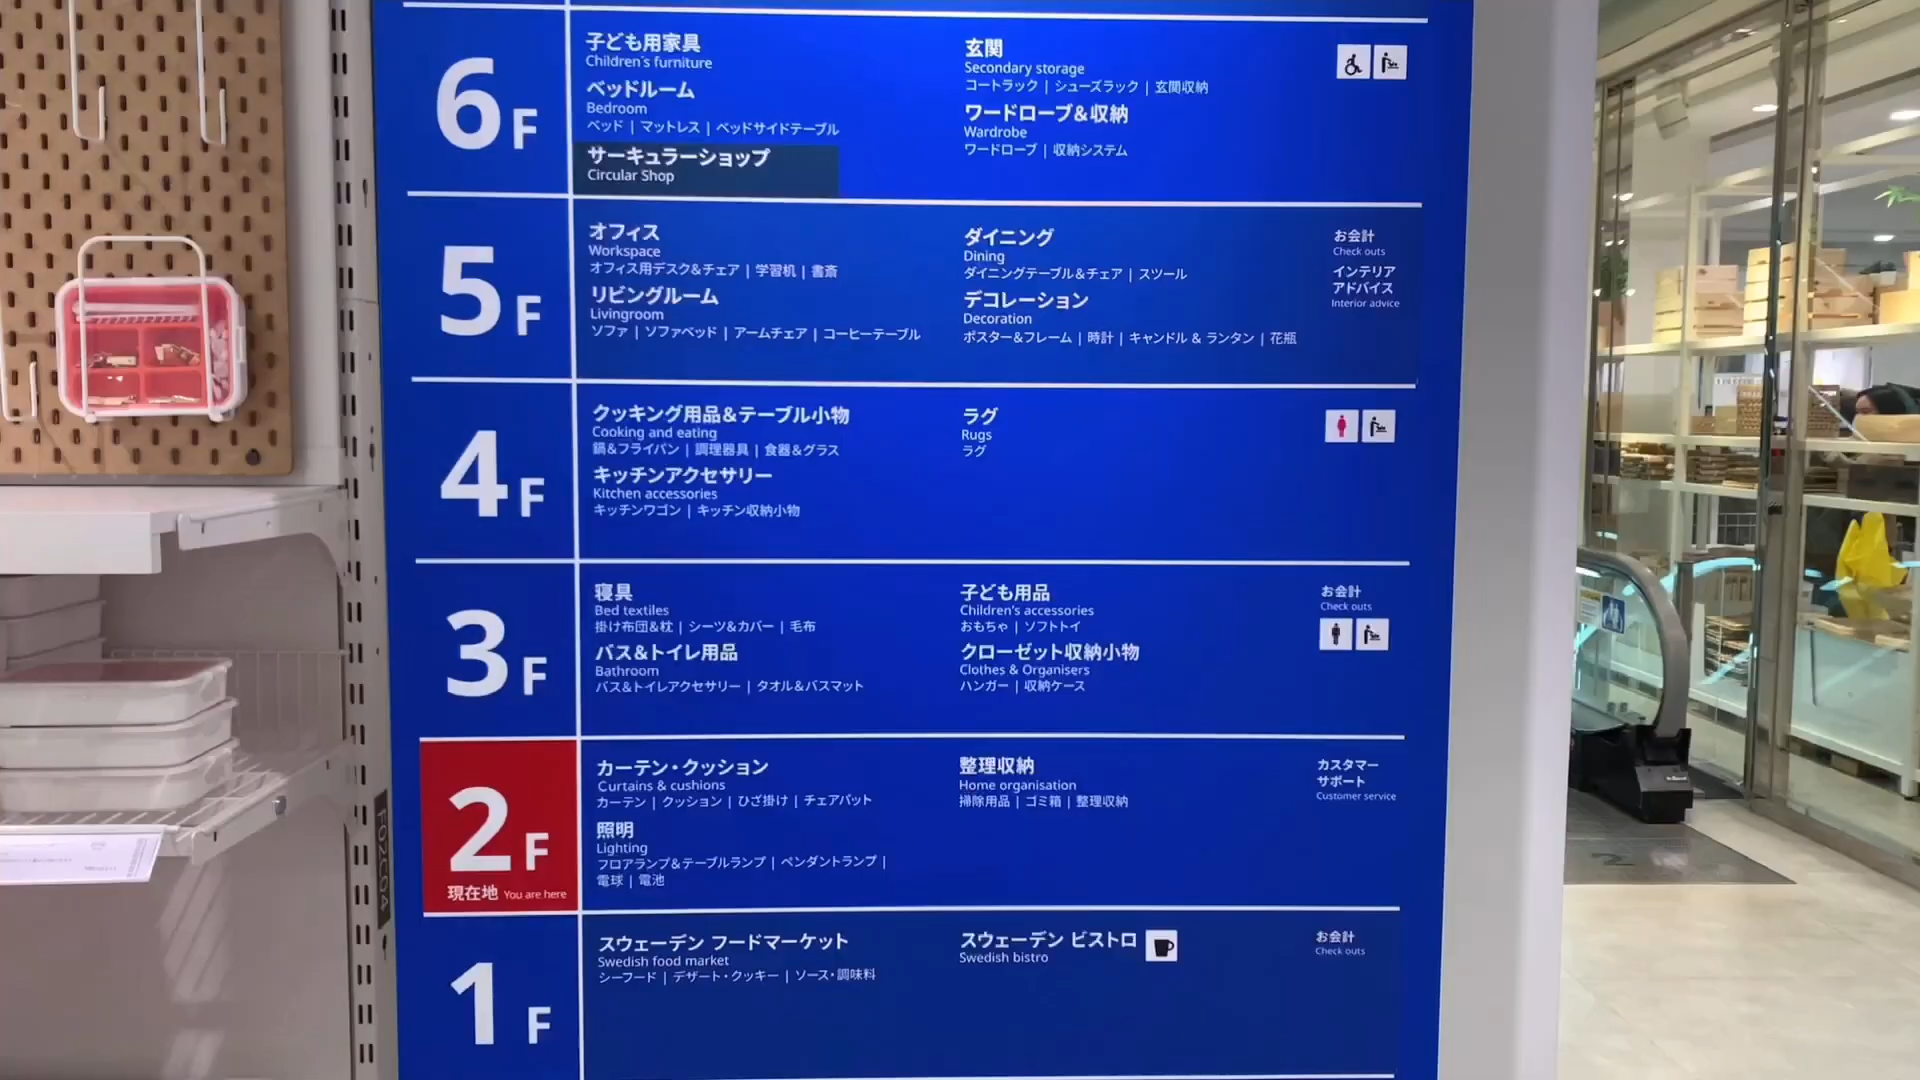 6F
子ども用家具
Children's furniture
ベッドルーム
Bedroom
ベッド | マットレス | ベッドサイドテーブル
サーキュラーショップ
Circular Shop
玄関
Secondary storage
コートラック | シューズラック | 玄関収納
ワードローブ&収納
Wardrobe
ワードローブ | 収納システム
5F
オフィス
Workspace
オフィス用デスク&チェア | 学習机 | 書斎
リビングルーム
Livingroom
ソファ | ソファベッド | アームチェア | コーヒーテーブル
ダイニング
Dining
ダイニングテーブル&チェア | スツール
デコレーション
Decoration
ポスター&フレーム | 時計 | キャンドル & ランタン | 花瓶
お会計
Check outs
インテリア
アドバイス
Interior advice
4F
クッキング用品&テーブル小物
Cooking and eating
鍋&フライパン | 調理器具 | 食器&グラス
キッチンアクセサリー
Kitchen accessories
キッチンワゴン | キッチン収納小物
ラグ
Rugs
ラグ
3F
寝具
Bed textiles
掛け布団&枕 | シーツ&カバー | 毛布
バス&トイレ用品
Bathroom
バス&トイレアクセサリー | タオル&バスマット
子ども用品
Children's accessories
おもちゃ | ソフトトイ
クローゼット収納小物
Clothes & Organisers
ハンガー | 収納ケース
お会計
Check outs
2F
現在地 You are here
カーテン・クッション
Curtains & cushions
カーテン | クッション | ひざ掛け | チェアパット
照明
Lighting
フロアランプ&テーブルランプ | ペンダントランプ |
電球 | 電池
整理収納
Home organisation
掃除用品 | ゴミ箱 | 整理収納
カスタマー
サポート
Customer service
1F
スウェーデン フードマーケット
Swedish food market
シーフード | デザート・クッキー | ソース・調味料
スウェーデン ビストロ
Swedish bistro
お会計
Check outs
F02C04